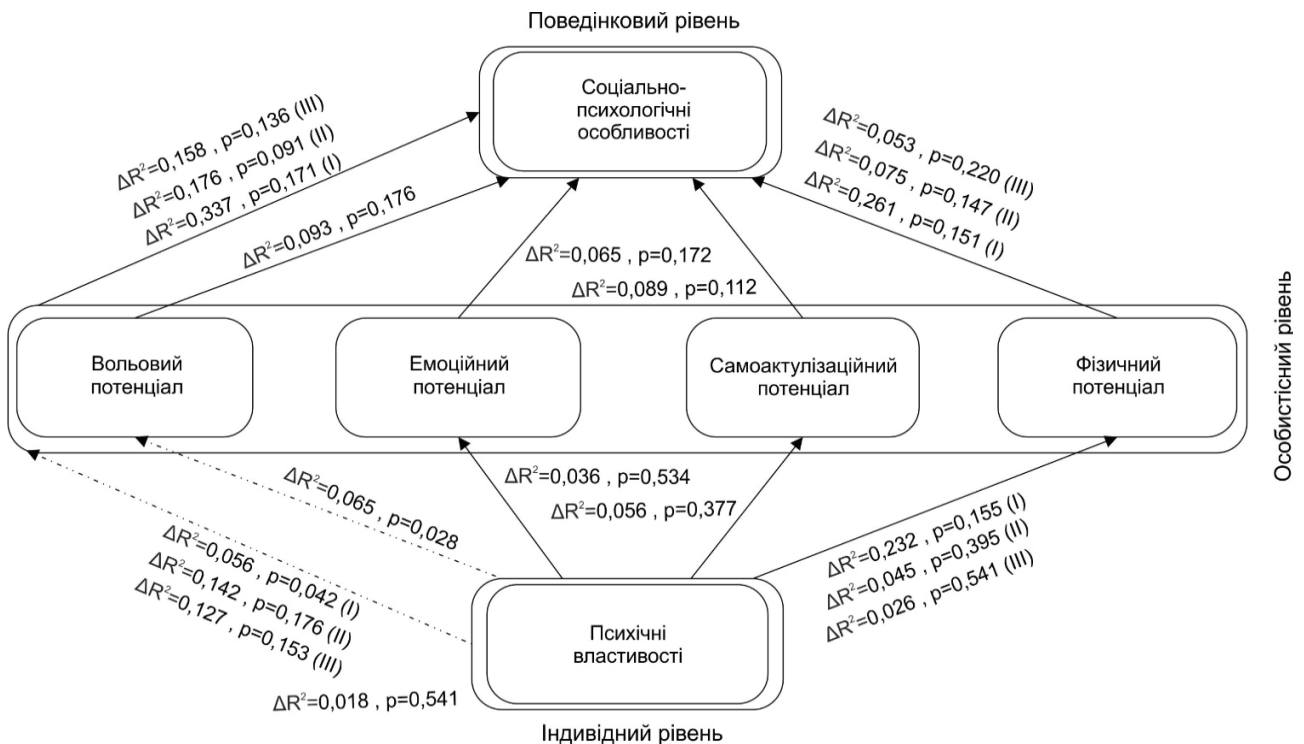 Поведінковий рівень
Соціально-
психологічні
особливості
ΔR²=0,158 , p=0,136 (III)
ΔR²=0,176 , p=0,091 (II)
ΔR²=0,337 , p=0,171 (I)
ΔR²=0,093 , p=0,176
ΔR²=0,053 , p=0,220 (III)
ΔR²=0,075 , p=0,147 (II)
ΔR²=0,261 , p=0,151 (I)
ΔR²=0,065 , p=0,172
ΔR²=0,089 , p=0,112
Особистісний рівень
Вольовий
потенціал
Емоційний
потенціал
Самоактулізаційний
потенціал
Фізичний
потенціал
ΔR²=0,065 , p=0,028
ΔR²=0,036 , p=0,534
ΔR²=0,056 , p=0,377
ΔR²=0,232 , p=0,155 (I)
ΔR²=0,045 , p=0,395 (II)
ΔR²=0,026 , p=0,541 (III)
ΔR²=0,056 , p=0,042 (I)
ΔR²=0,142 , p=0,176 (II)
ΔR²=0,127 , p=0,153 (III)
Психічні
властивості
ΔR²=0,018 , p=0,541
Індивідний рівень